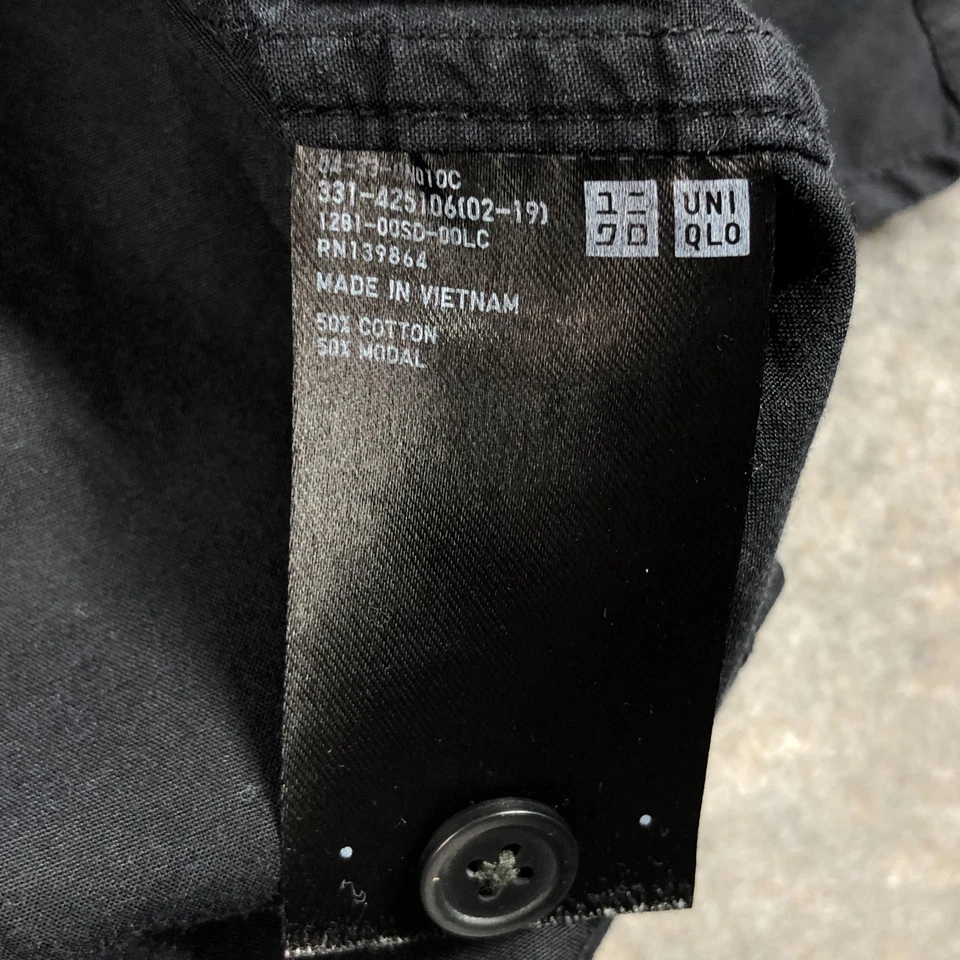 331-425106(02-19)
1281-00SD-00LC
RN139864
MADE IN VIETNAM
50% COTTON
50% MODAL
ユニ
クロ
UNI
QLO